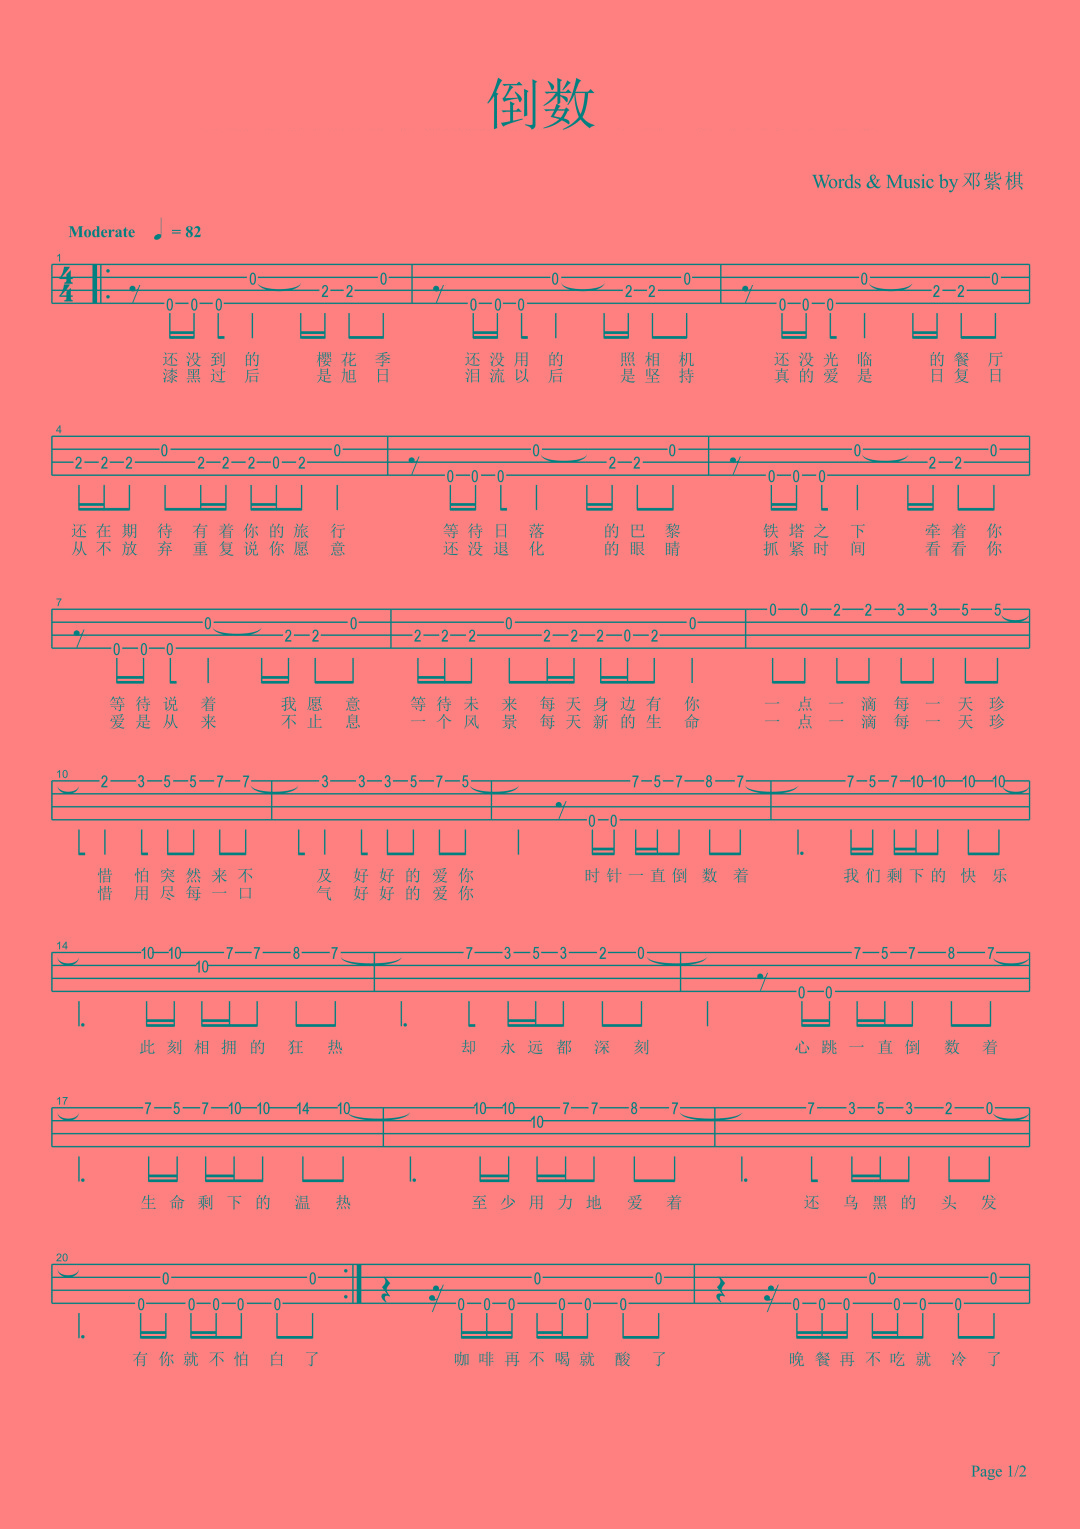 倒数
Words & Music by 邓紫棋
Moderate = 82
1
4
4
0 0 0 0 2 2 0 0 0 0 0 2 2 0 0 0 0 0 2 2 0
还没到的 樱花季 还没用的 照相机 还没光临 的餐厅
漆黑过后 是旭日 泪流以后 是坚持 真的爱是 日复日
4
2 2 2 0 2 2 2 0 2 0 0 0 0 0 2 2 0 0 0 0 0 2 2 0
还在期待有着你的旅行 等待日落 的巴黎 铁塔之下 牵着你
从不放弃重复说你愿意 还没退化 的眼睛 抓紧时间 看看你
7
0 0 0 0 2 2 0 2 2 2 0 2 2 2 0 2 0 0 0 2 2 3 3 5 5
等待说着 我愿意 等待未来每天身边有你 一点一滴每一天珍
爱是从来 不止息 一个风景每天新的生命 一点一滴每一天珍
10
2 3 5 5 7 7 3 3 3 5 7 5 0 0 7 5 7 8 7 7 5 7 10 10 10 10
惜怕突然来不 及好好的爱你 时针一直倒数着 我们剩下的快乐
惜用尽每一口 气好好的爱你
14
10 10 10 7 7 8 7 7 3 5 3 2 0 0 0 7 5 7 8 7
此刻相拥的狂热 却永远都深刻 心跳一直倒数着
17
7 5 7 10 10 14 10 10 10 10 7 7 8 7 7 3 5 3 2 0
生命剩下的温热 至少用力地爱着 还乌黑的头发
20
0 0 0 0 0 0 0 0 0 0 0 0 0 0 0 0 0 0 0 0 0 0 0
有你就不怕白了 咖啡再不喝就酸了 晚餐再不吃就冷了
Page 1/2